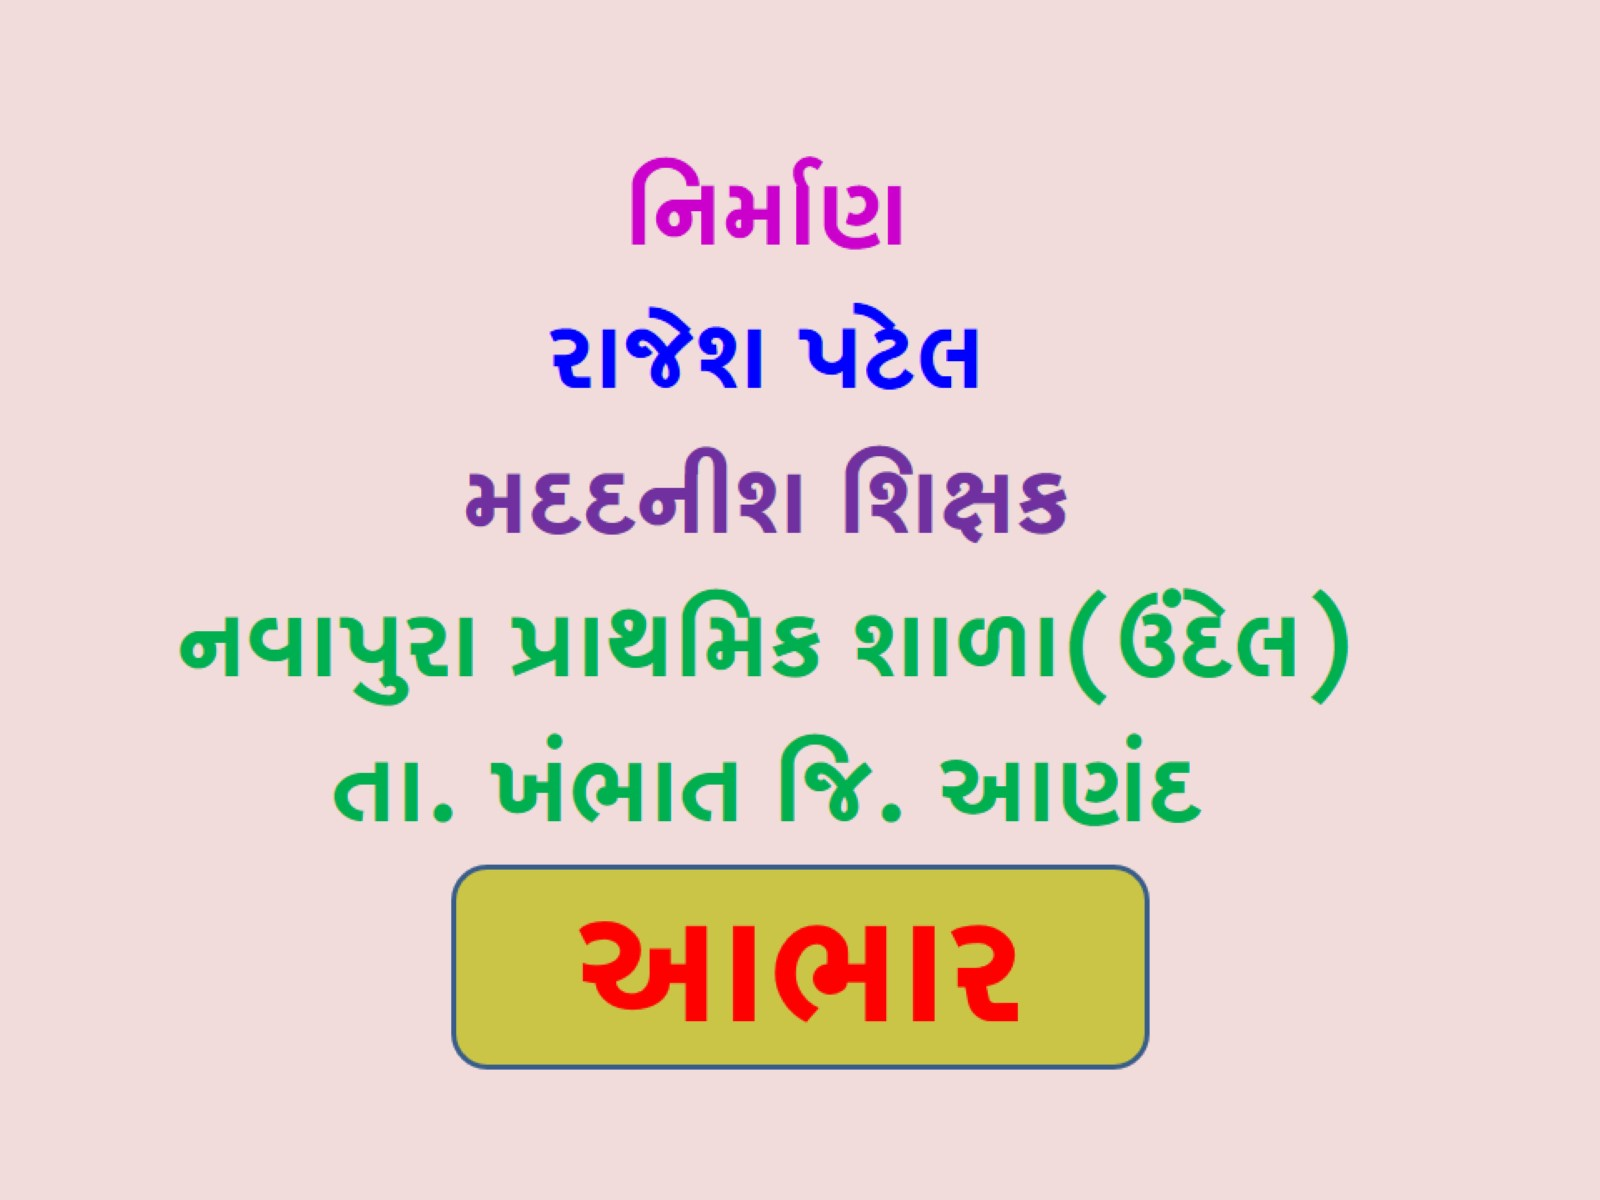 નિર્માણ
રાજેશ પટેલ
મદદનીશ શિક્ષક
નવાપુરા પ્રાથમિક શાળા(ઉંદેલ)
તા. ખંભાત જિ. આણંદ
આભાર